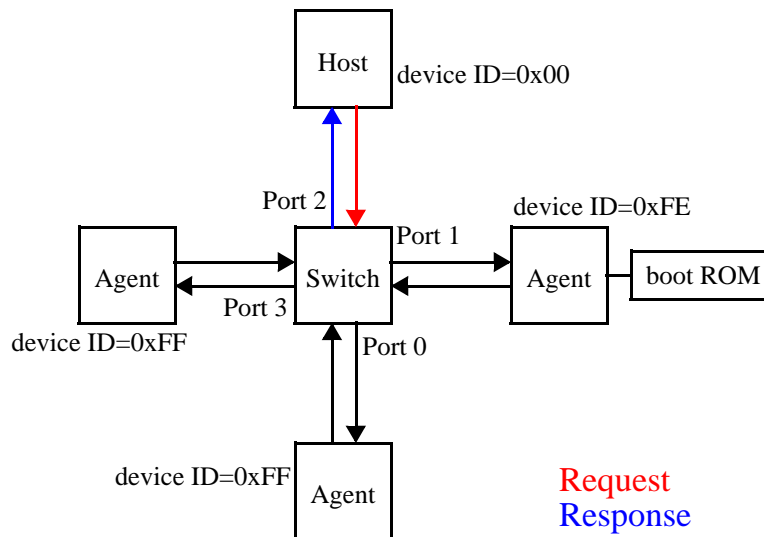 Host
device ID=0x00
Port 2
device ID=0xFE
Port 1
Agent
Switch
Agent
boot ROM
Port 3
device ID=0xFF
Port 0
device ID=0xFF
Agent
Request
Response